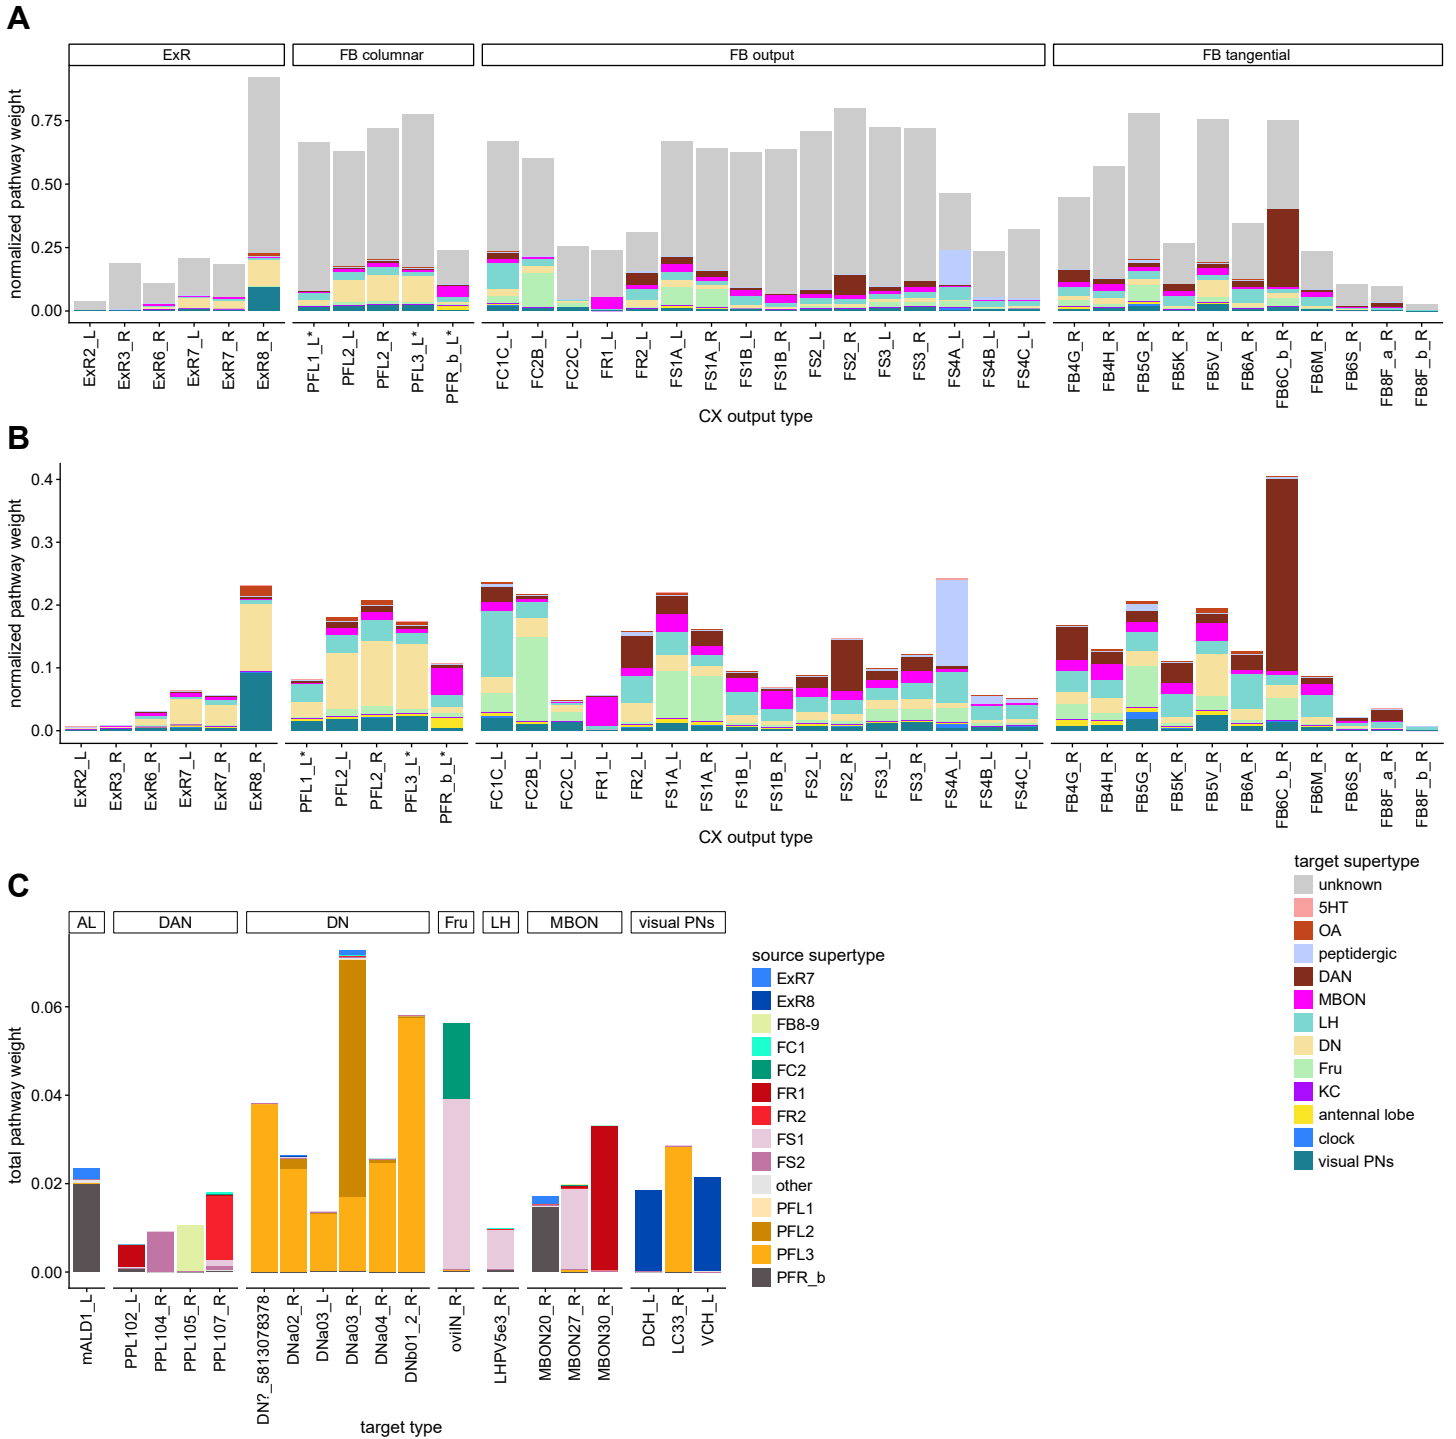 A
ExR
FB columnar
FB output
FB tangential
normalized pathway weight
0.75
0.50
0.25
0.00
ExR2_L
ExR3_R
ExR6_R
ExR7_L
ExR7_R
ExR8_R
PFL1_L*
PFL2_L
PFL2_R
PFL3_L*
PFR_b_L*
FC1C_L
FC2B_L
FC2C_L
FR1_L
FR2_L
FS1A_L
FS1A_R
FS1B_L
FS1B_R
FS2_L
FS2_R
FS3_L
FS3_R
FS4A_L
FS4B_L
FS4C_L
FB4G_R
FB4H_R
FB5G_R
FB5K_R
FB5V_R
FB6A_R
FB6C_b_R
FB6M_R
FB6S_R
FB8F_a_R
FB8F_b_R
CX output type
B
normalized pathway weight
0.4
0.3
0.2
0.1
0.0
ExR2_L
ExR3_R
ExR6_R
ExR7_L
ExR7_R
ExR8_R
PFL1_L*
PFL2_L
PFL2_R
PFL3_L*
PFR_b_L*
FC1C_L
FC2B_L
FC2C_L
FR1_L
FR2_L
FS1A_L
FS1A_R
FS1B_L
FS1B_R
FS2_L
FS2_R
FS3_L
FS3_R
FS4A_L
FS4B_L
FS4C_L
FB4G_R
FB4H_R
FB5G_R
FB5K_R
FB5V_R
FB6A_R
FB6C_b_R
FB6M_R
FB6S_R
FB8F_a_R
FB8F_b_R
CX output type
target supertype
unknown
5HT
OA
peptidergic
DAN
MBON
LH
DN
Fru
KC
antennal lobe
clock
visual PNs
C
AL
DAN
DN
Fru
LH
MBON
visual PNs
total pathway weight
0.06
0.04
0.02
0.00
mALD1_L
PPL102_L
PPL104_R
PPL105_R
PPL107_R
DN?_5813078378
DNa02_R
DNa03_L
DNa03_R
DNa04_R
DNb01_2_R
oviIN_R
LHPV5e3_R
MBON20_R
MBON27_R
MBON30_R
DCH_L
LC33_R
VCH_L
target type
source supertype
ExR7
ExR8
FB8-9
FC1
FC2
FR1
FR2
FS1
FS2
other
PFL1
PFL2
PFL3
PFR_b